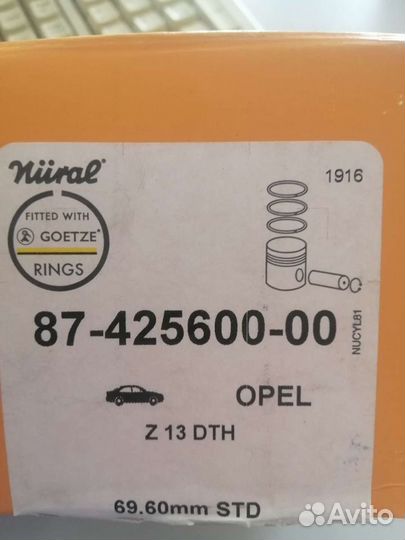 Nüral®
1916
FITTED WITH
GOETZE®
RINGS
87-425600-00
NUCYL81
OPEL
Z 13 DTH
69.60mm STD
Avito